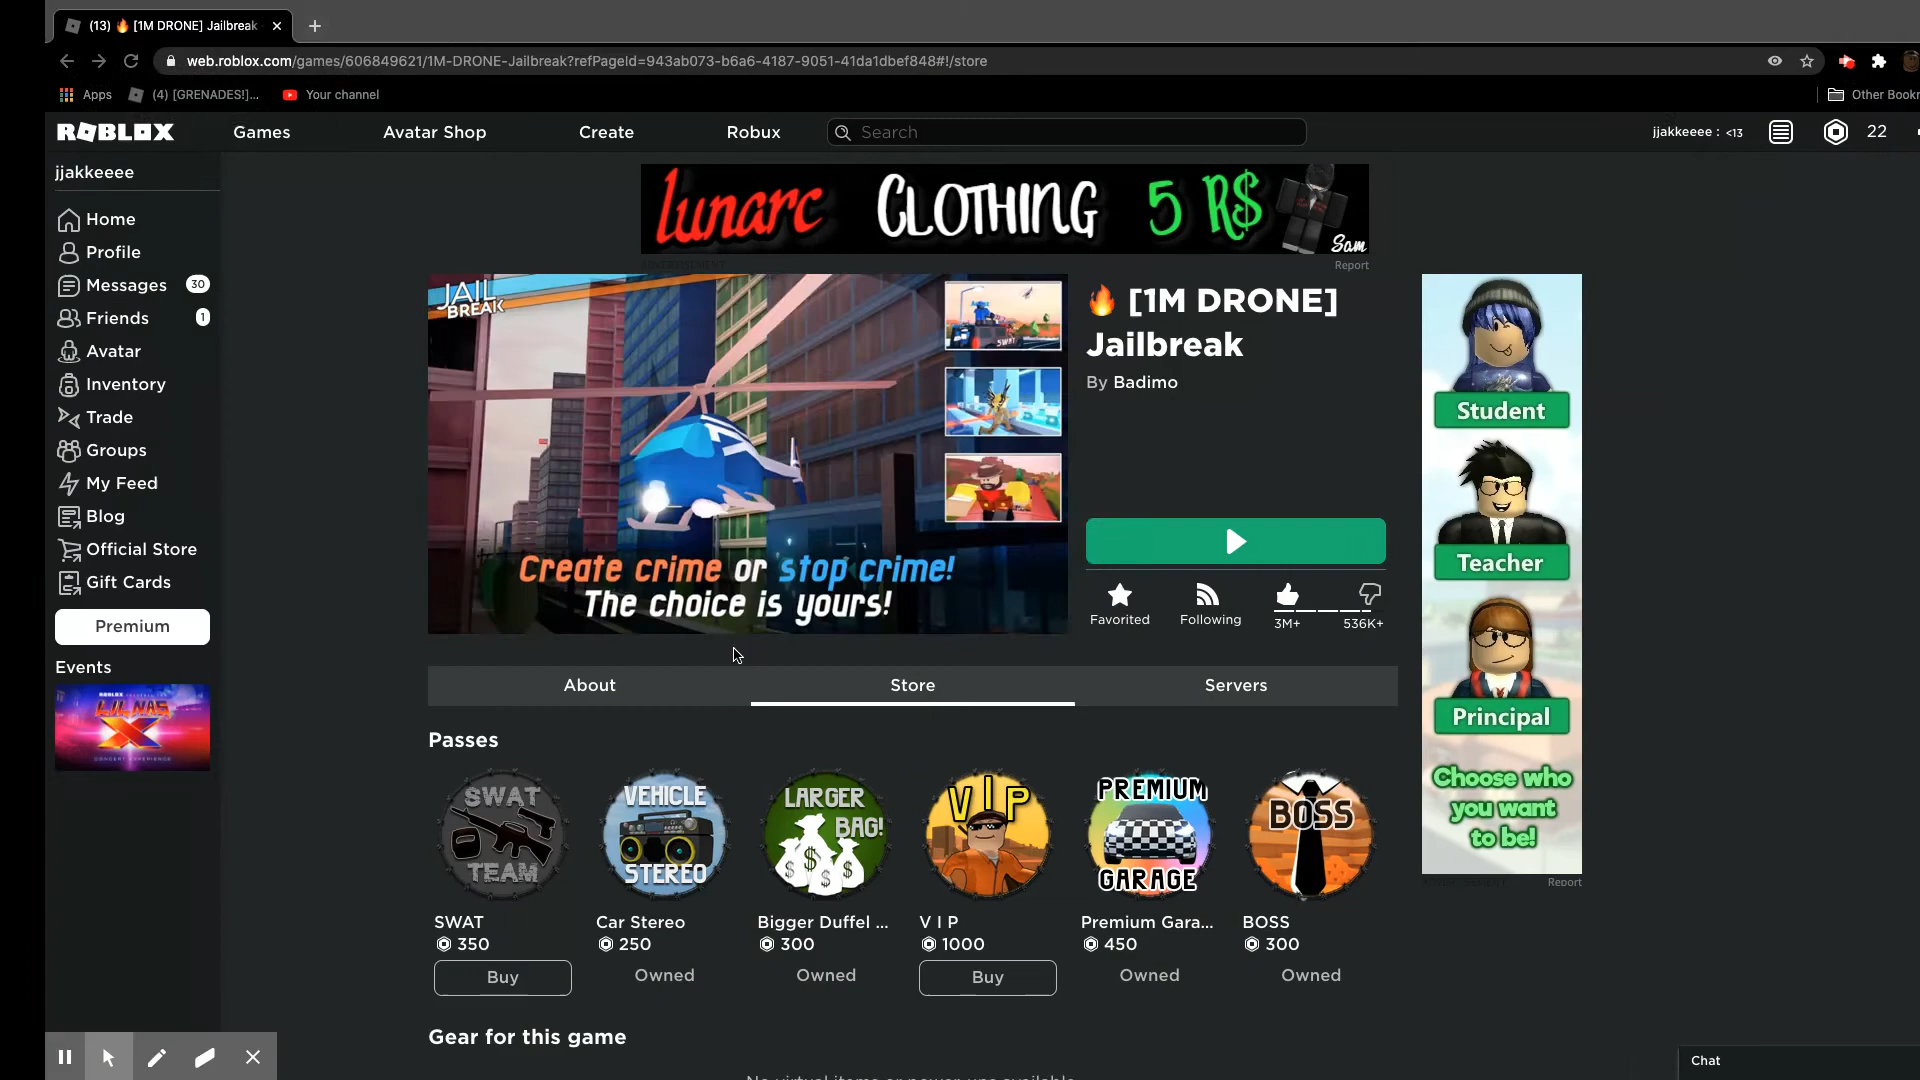 (13) 🔥 [1M DRONE] Jailbreak
web.roblox.com/games/606849621/1M-DRONE-Jailbreak?refPageId=943ab073-b6a6-4187-9051-41da1dbef848#!/store
Apps (4) [GRENADES!]... Your channel Other Bookr
ROBLOX Games Avatar Shop Create Robux Search jjakkeeee : <13 22
jjakkeeee
Home
Profile
Messages 30
Friends 1
Avatar
Inventory
Trade
Groups
My Feed
Blog
Official Store
Gift Cards
Premium
Events
ROBLOX
LIL NAS
X
CONCERT EXPERIENCE
lunarc CLOTHING 5 R$
Sam
Report
JAIL
BREAK
SWAT
Create crime or stop crime!
The choice is yours!
🔥 [1M DRONE]
Jailbreak
By Badimo
Favorited Following 3M+ 536K+
Student
Teacher
Principal
Choose who
you want
to be!
Report
About Store Servers
Passes
SWAT
TEAM
VEHICLE
STEREO
LARGER
BAG!
VIP
PREMIUM
GARAGE
BOSS
SWAT Car Stereo Bigger Duffel ... V I P Premium Gara... BOSS
350 250 300 1000 450 300
Buy Owned Owned Buy Owned Owned
Gear for this game
Chat